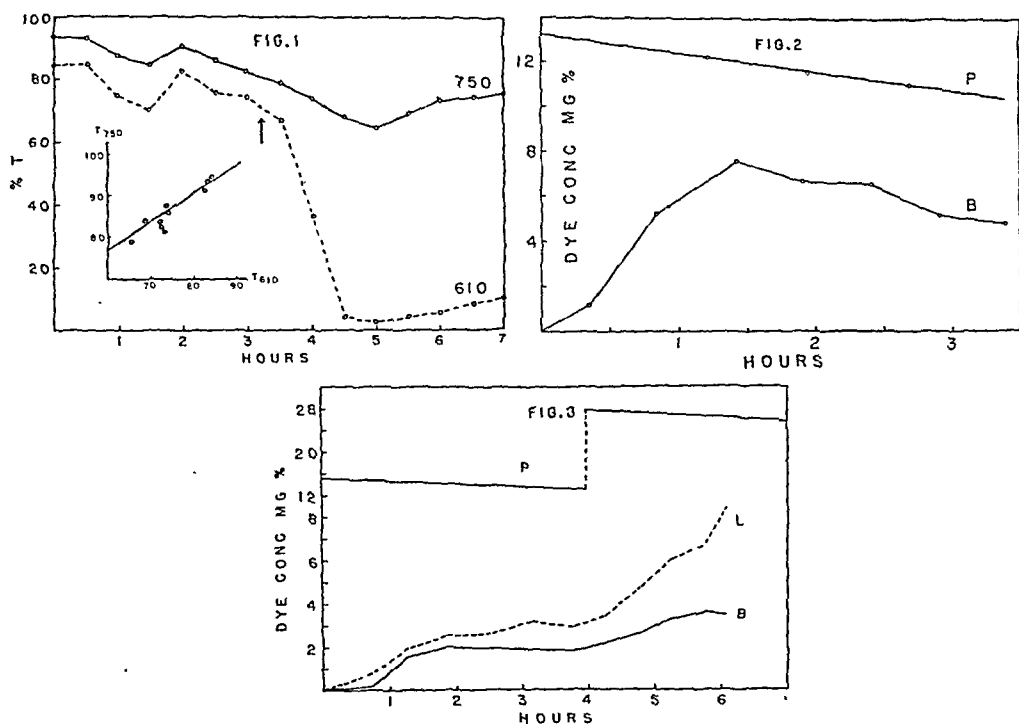 FIG.1
100
80
60
40
20
% T
750
610
T 750
100
90
80
70 80 90 T 610
1 2 3 4 5 6 7
HOURS
FIG.2
12
8
4
DYE CONC MG %
P
B
1 2 3
HOURS
FIG.3
28
20
12
8
6
4
2
DYE CONC MG %
P
L
B
1 2 3 4 5 6
HOURS